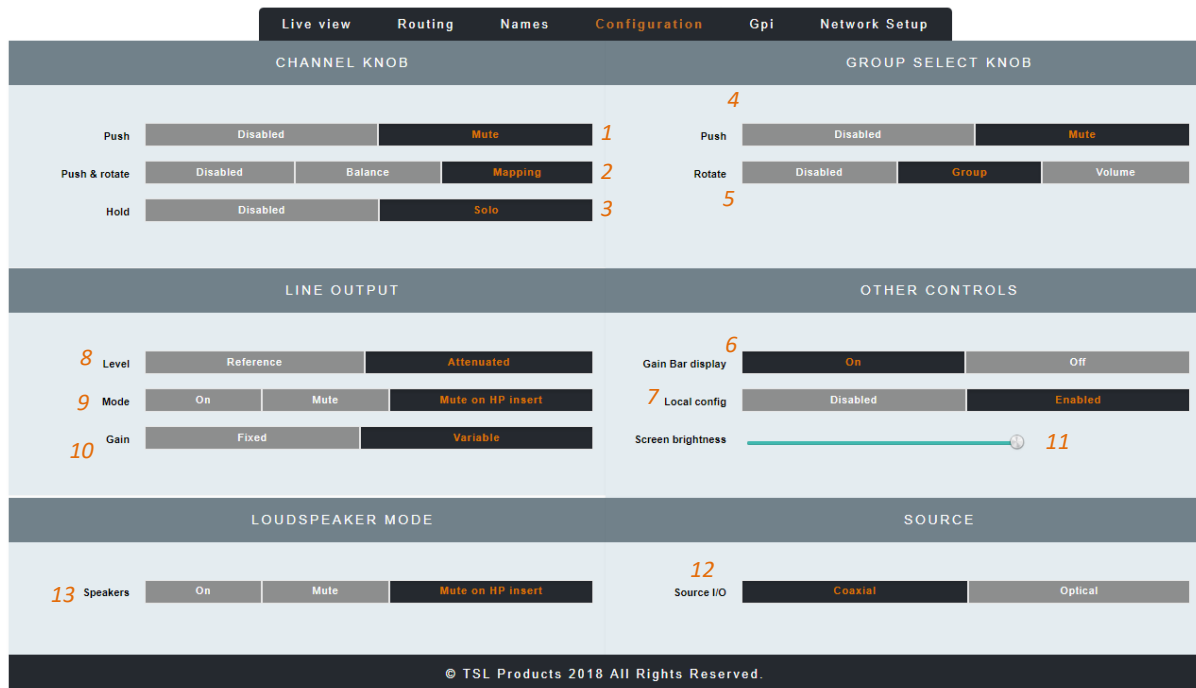 Live view Routing Names Configuration Gpi Network Setup
CHANNEL KNOB
Push Disabled Mute 1
Push & rotate Disabled Balance Mapping 2
Hold Disabled Solo 3
GROUP SELECT KNOB
4
Push Disabled Mute
Rotate Disabled Group Volume
5
LINE OUTPUT
8 Level Reference Attenuated
9 Mode On Mute Mute on HP insert
10 Gain Fixed Variable
OTHER CONTROLS
6
Gain Bar display On Off
7 Local config Disabled Enabled
Screen brightness 11
LOUDSPEAKER MODE
13 Speakers On Mute Mute on HP insert
SOURCE
12
Source I/O Coaxial Optical
© TSL Products 2018 All Rights Reserved.